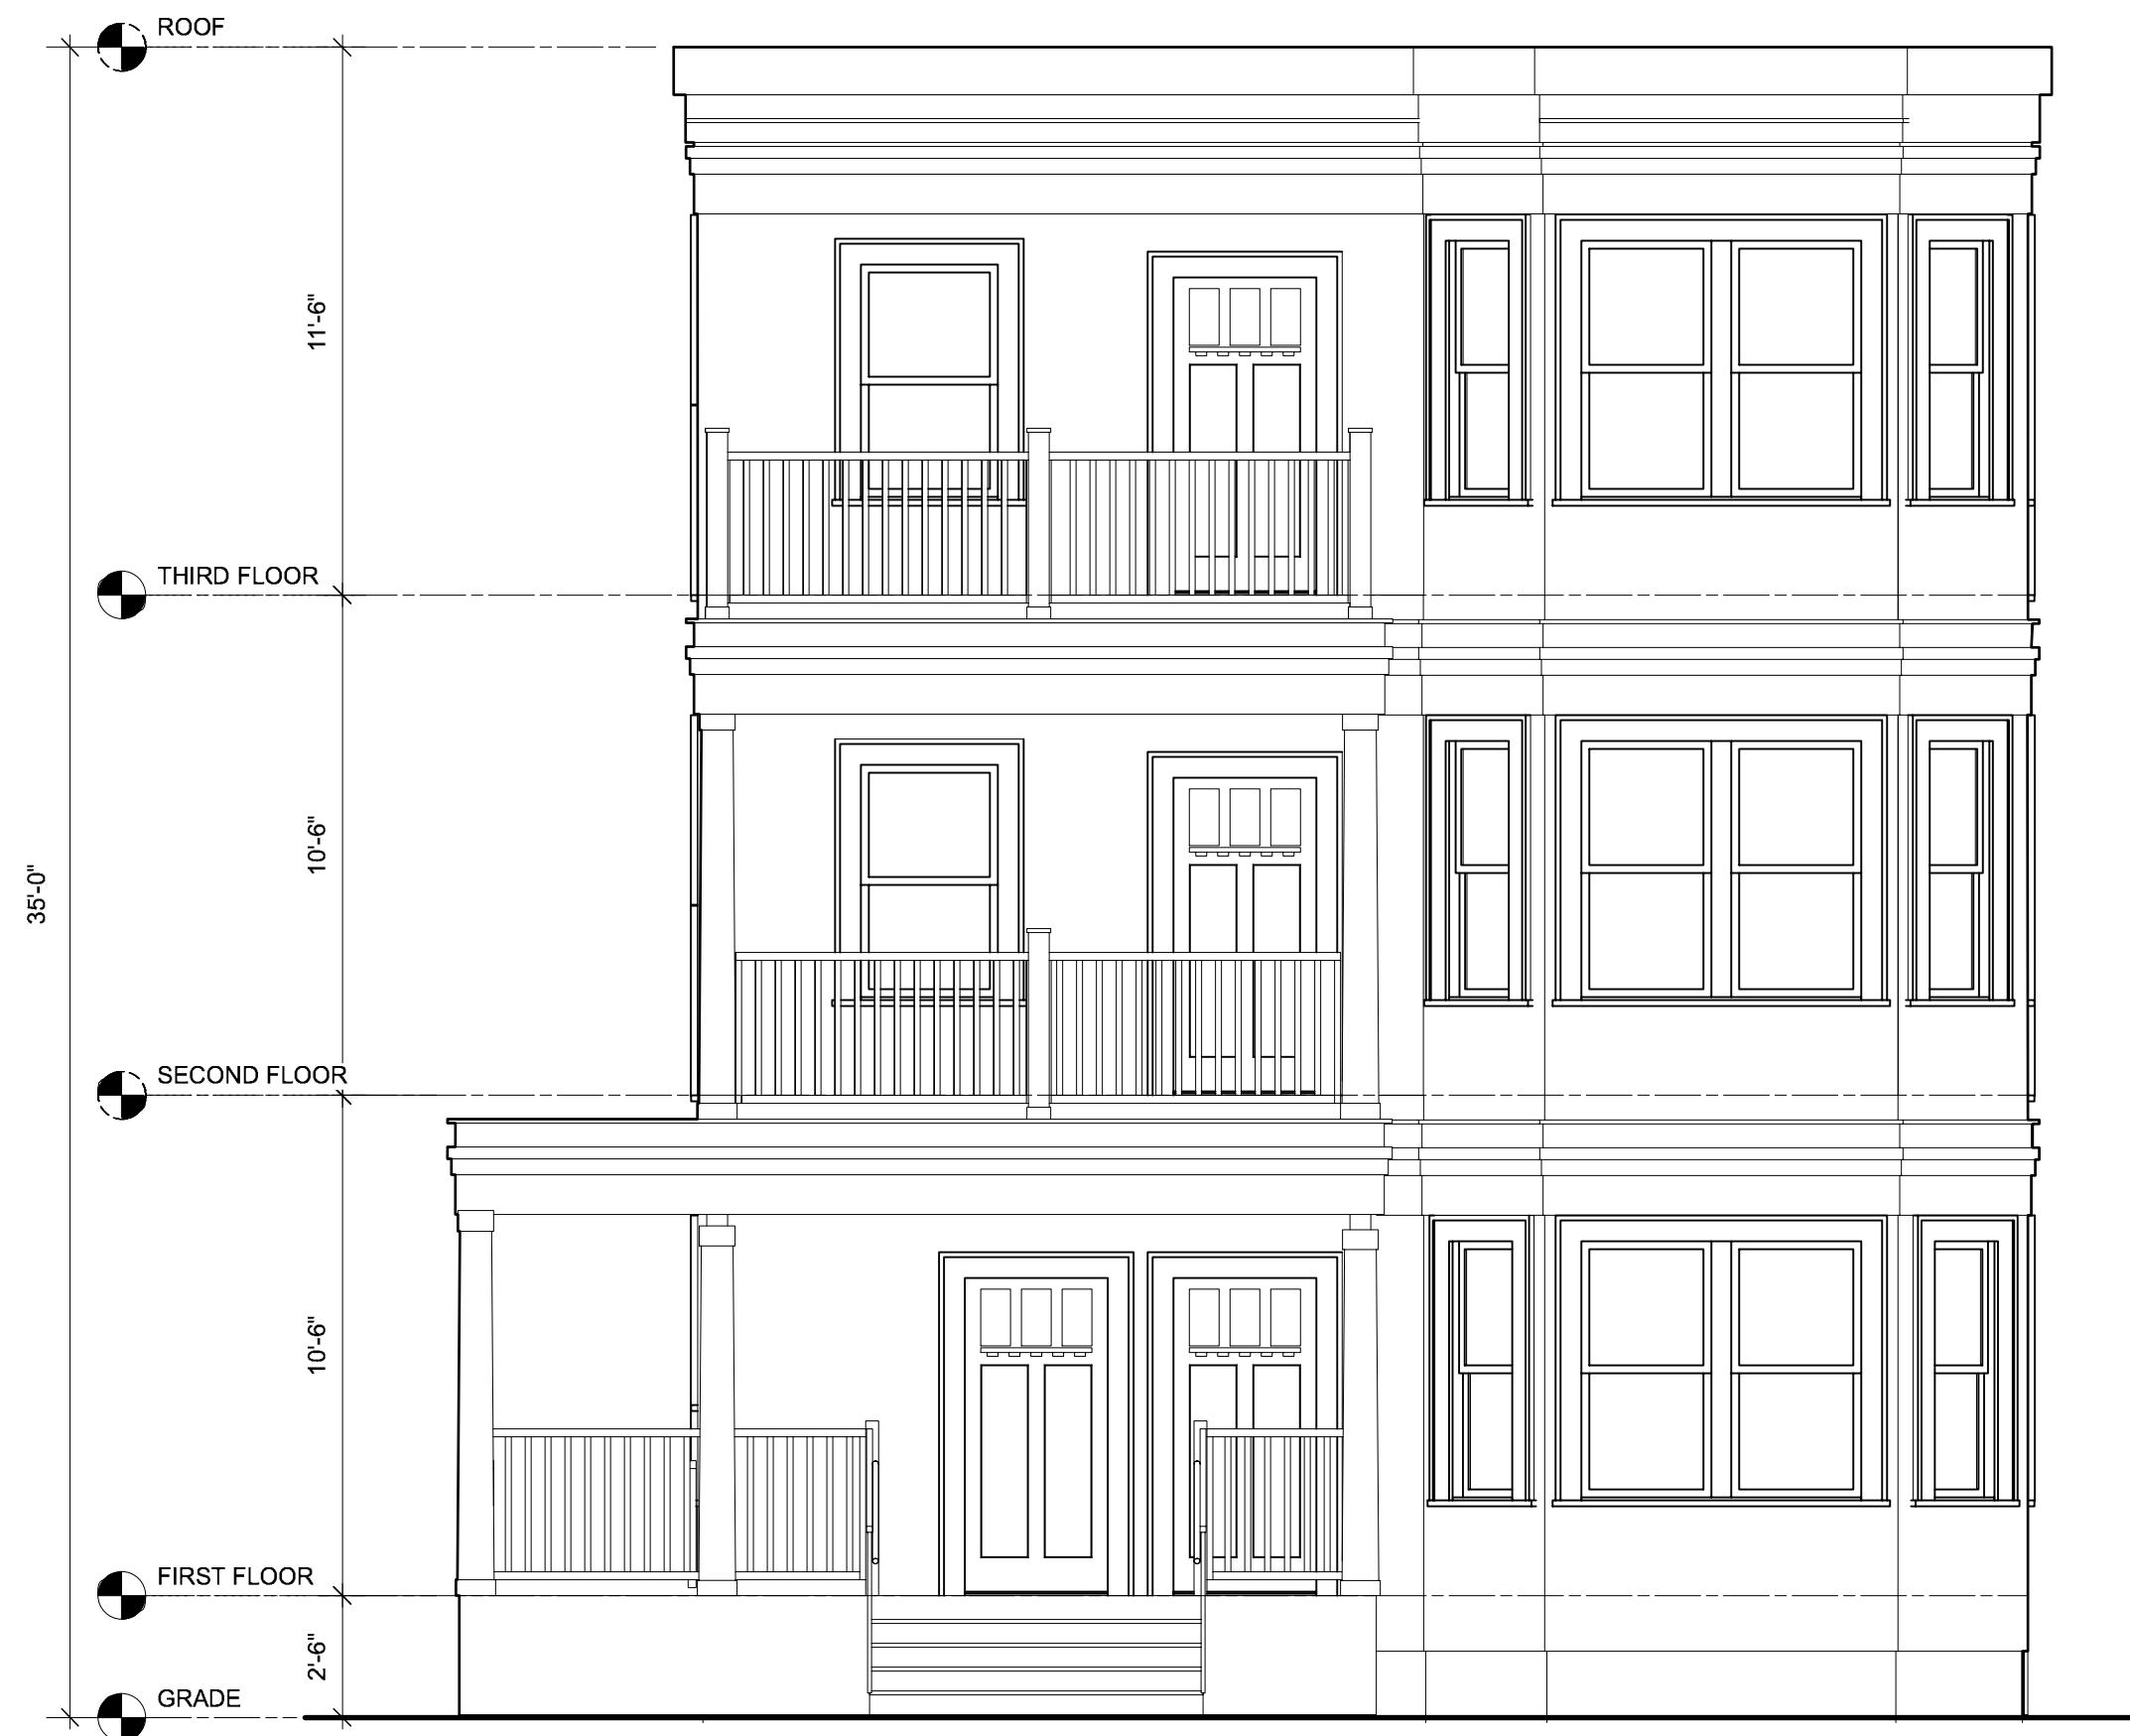 ROOF
11'-6"
THIRD FLOOR
10'-6"
35'-0"
SECOND FLOOR
10'-6"
FIRST FLOOR
2'-6"
GRADE